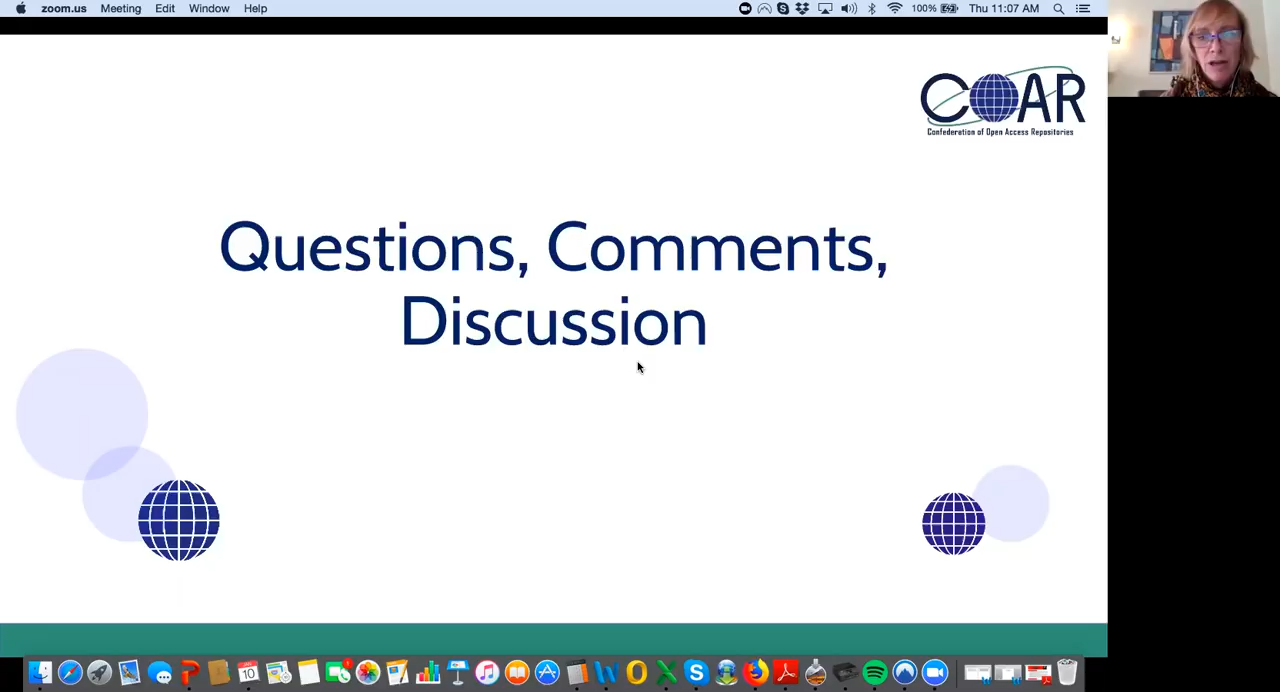 zoom.us Meeting Edit Window Help 100% Thu 11:07 AM
COAR
Confederation of Open Access Repositories
Questions, Comments,
Discussion
10